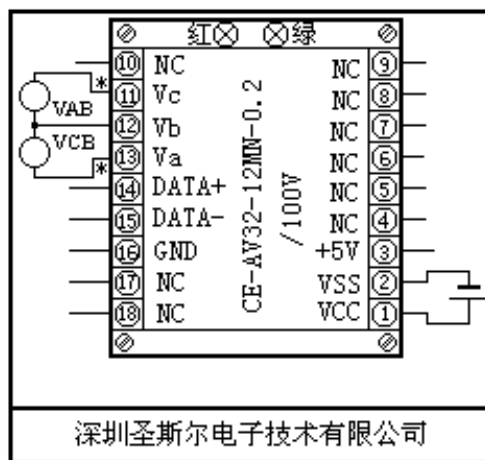 红 绿
10 NC NC 9
* 11 Vc NC 8
VAB
12 Vb NC 7
VCB
* 13 Va NC 6
14 DATA+ NC 5
15 DATA- NC 4
16 GND +5V 3
17 NC VSS 2
18 NC VCC 1
CE-AV32-12MN-0.2
/100V
深圳圣斯尔电子技术有限公司